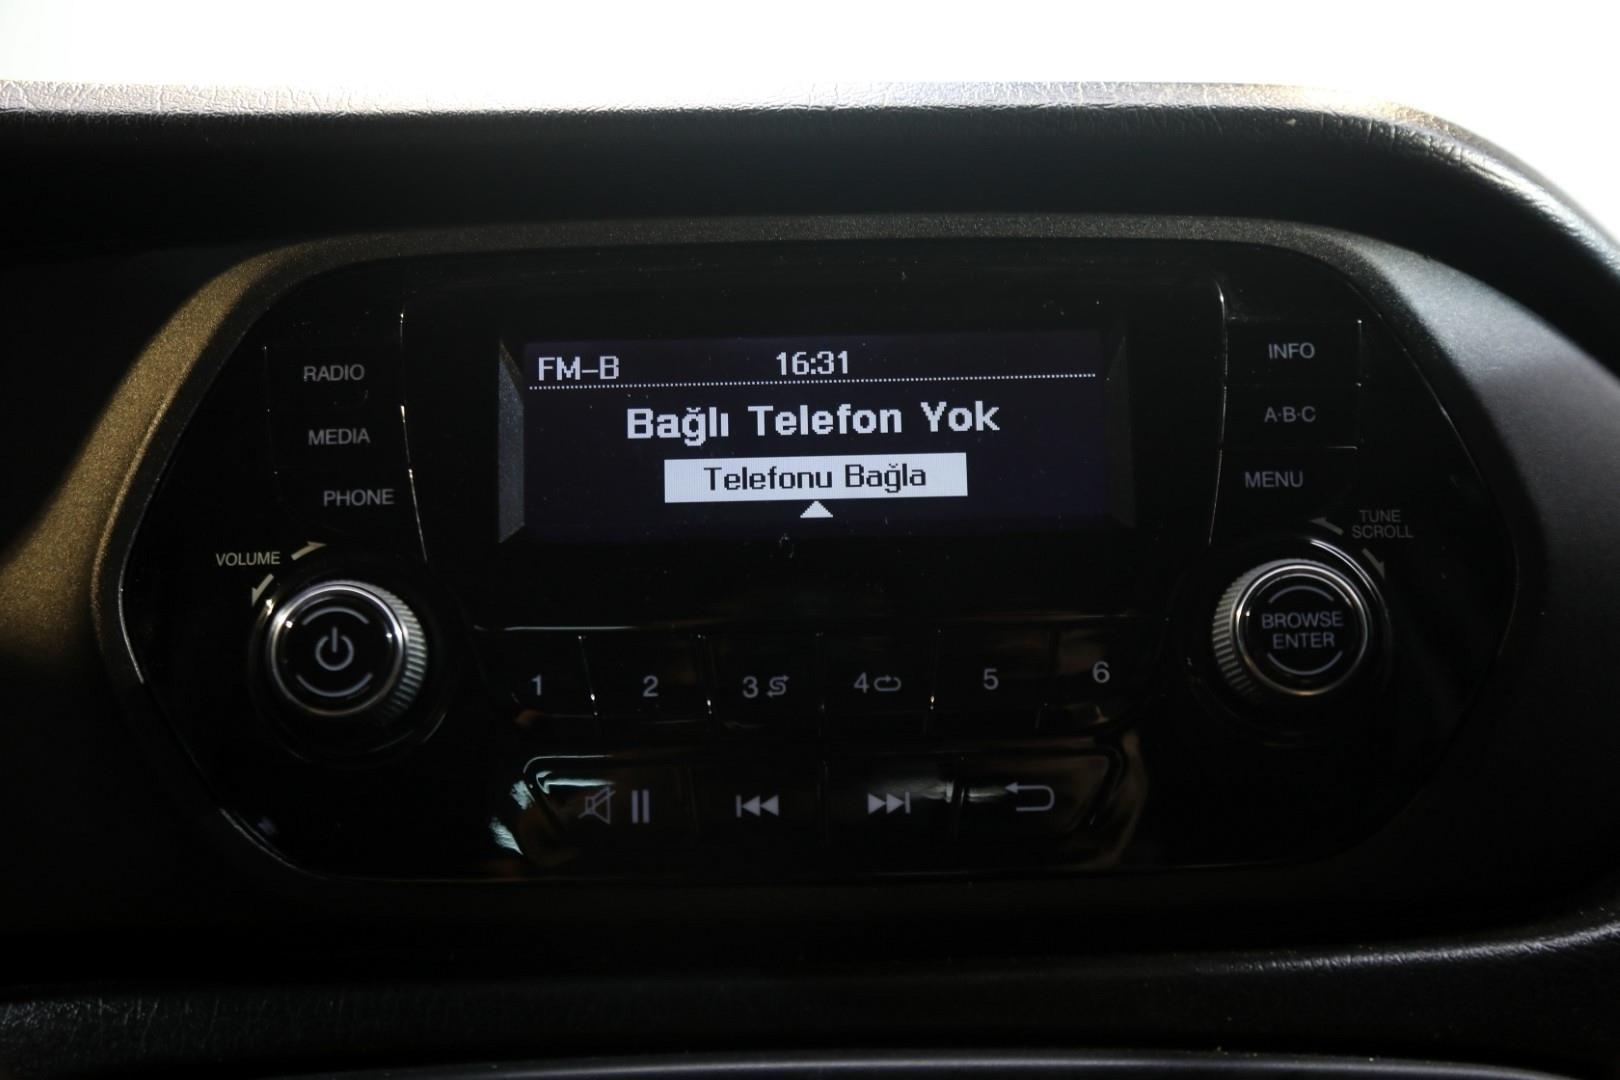 FM-B 16:31
Bağlı Telefon Yok
Telefonu Bağla
RADIO
MEDIA
PHONE
VOLUME
INFO
A·B·C
MENU
TUNE
SCROLL
BROWSE
ENTER
1 2 3 4 5 6